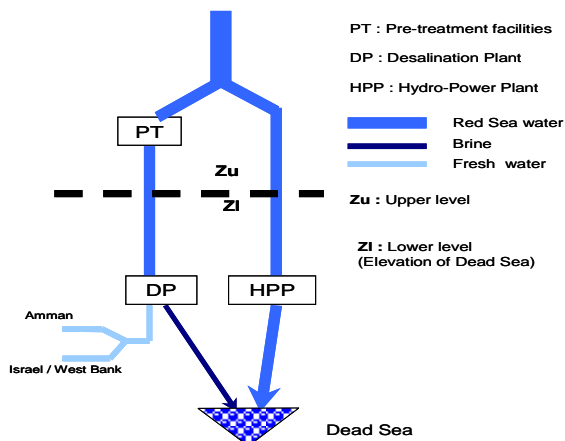 PT : Pre-treatment facilities
DP : Desalination Plant
HPP : Hydro-Power Plant
Red Sea water
Brine
Fresh water
PT
Zu
Zl
Zu : Upper level
Zl : Lower level
(Elevation of Dead Sea)
DP
HPP
Amman
Israel / West Bank
Dead Sea